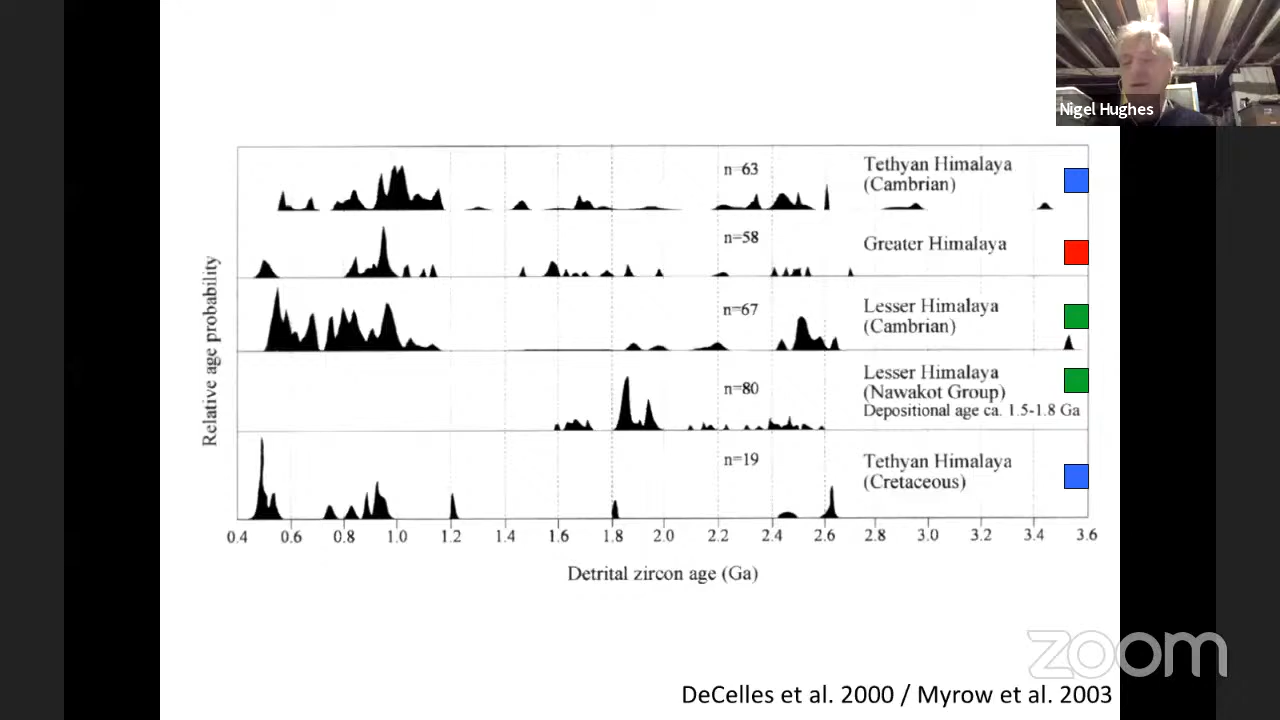 Nigel Hughes
n=63
Tethyan Himalaya
(Cambrian)
n=58
Greater Himalaya
n=67
Lesser Himalaya
(Cambrian)
n=80
Lesser Himalaya
(Nawakot Group)
Depositional age ca. 1.5-1.8 Ga
n=19
Tethyan Himalaya
(Cretaceous)
Relative age probability
0.4 0.6 0.8 1.0 1.2 1.4 1.6 1.8 2.0 2.2 2.4 2.6 2.8 3.0 3.2 3.4 3.6
Detrital zircon age (Ga)
zoom
DeCelles et al. 2000 / Myrow et al. 2003